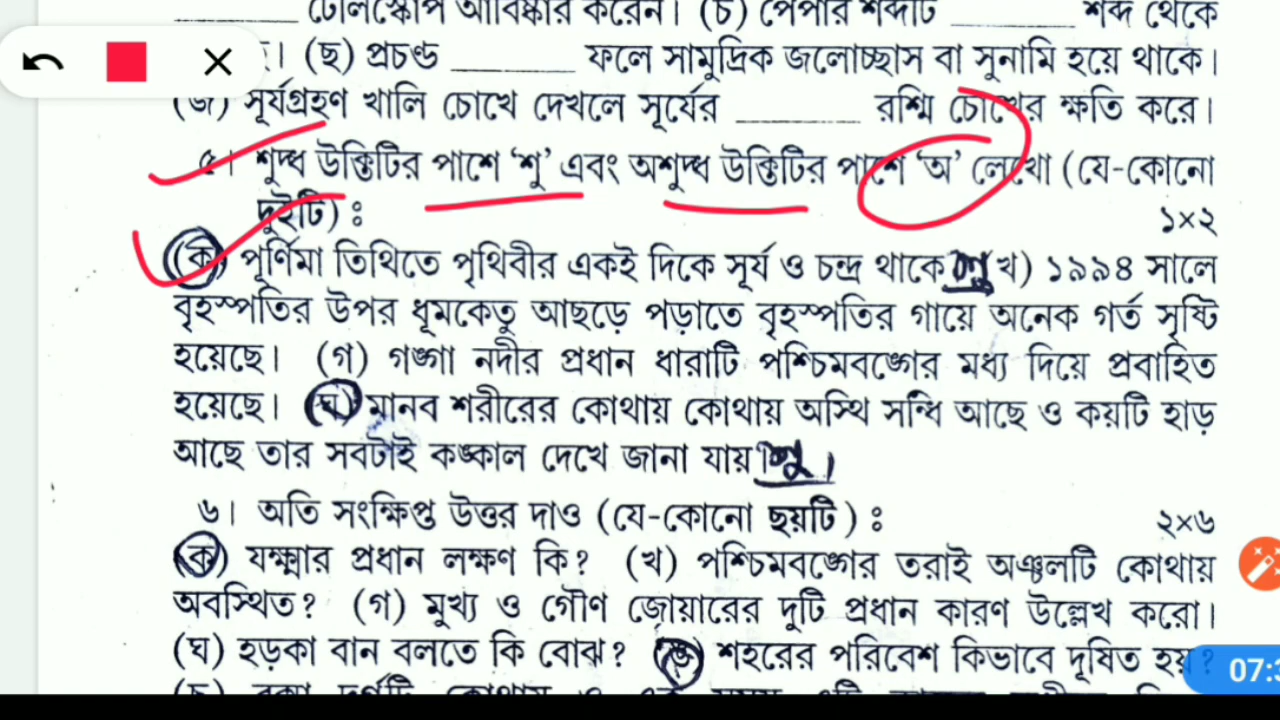 টেলিস্কোপ আবিষ্কার করেন। (চ) পেপার শব্দটি ________ শব্দ থেকে
। (ছ) প্রচণ্ড ________ ফলে সামুদ্রিক জলোচ্ছাস বা সুনামি হয়ে থাকে।
(জ) সূর্যগ্রহণ খালি চোখে দেখলে সূর্যের ________ রশ্মি চোখের ক্ষতি করে।
৫। শুদ্ধ উক্তিটির পাশে ‘শু’ এবং অশুদ্ধ উক্তিটির পাশে ‘অ’ লেখো (যে-কোনো
দুইটি) ঃ ১×২
(ক) পূর্ণিমা তিথিতে পৃথিবীর একই দিকে সূর্য ও চন্দ্র থাকে শু খ) ১৯৯৪ সালে
বৃহস্পতির উপর ধূমকেতু আছড়ে পড়াতে বৃহস্পতির গায়ে অনেক গর্ত সৃষ্টি
হয়েছে। (গ) গঙ্গা নদীর প্রধান ধারাটি পশ্চিমবঙ্গের মধ্য দিয়ে প্রবাহিত
হয়েছে। (ঘ) মানব শরীরের কোথায় কোথায় অস্থি সন্ধি আছে ও কয়টি হাড়
আছে তার সবটাই কঙ্কাল দেখে জানা যায় শু।
৬। অতি সংক্ষিপ্ত উত্তর দাও (যে-কোনো ছয়টি) ঃ ২×৬
(ক) যক্ষ্মার প্রধান লক্ষণ কি? (খ) পশ্চিমবঙ্গের তরাই অঞ্চলটি কোথায়
অবস্থিত? (গ) মুখ্য ও গৌণ জোয়ারের দুটি প্রধান কারণ উল্লেখ করো।
(ঘ) হড়কা বান বলতে কি বোঝ? (ঙ) শহরের পরিবেশ কিভাবে দূষিত হয়?